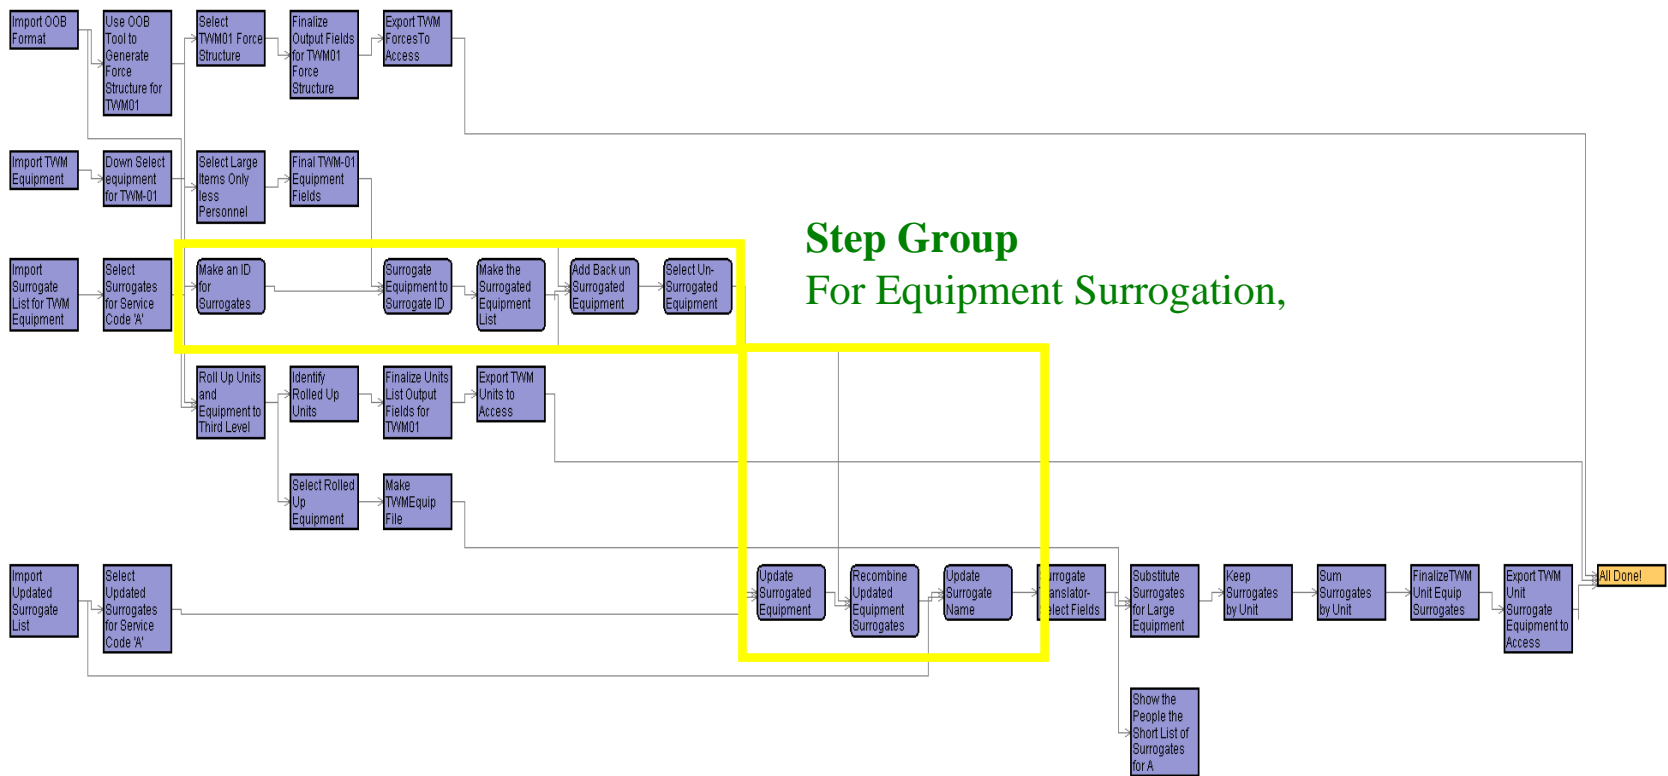 Import OOB
Format
Use OOB
Tool to
Generate
Force
Structure for
TWM01
Select
TWM01 Force
Structure
Finalize
Output Fields
for TWM01
Force
Structure
Export TWM
ForcesTo
Access
Import TWM
Equipment
Down Select
equipment
for TWM-01
Select Large
Items Only
less
Personnel
Final TWM-01
Equipment
Fields
Step Group
For Equipment Surrogation,
Import
Surrogate
List for TWM
Equipment
Select
Surrogates
for Service
Code 'A'
Make an ID
for
Surrogates
Surrogate
Equipment to
Surrogate ID
Make the
Surrogated
Equipment
List
Add Back un
Surrogated
Equipment
Select Un-
Surrogated
Equipment
Roll Up Units
and
Equipment to
Third Level
Identify
Rolled Up
Units
Finalize Units
List Output
Fields for
TWM01
Export TWM
Units to
Access
Select Rolled
Up
Equipment
Make
TWMEquip
File
Import
Updated
Surrogate
List
Select
Updated
Surrogates
for Service
Code 'A'
Update
Surrogated
Equipment
Recombine
Updated
Equipment
Surrogates
Update
Surrogate
Name
Surrogate
Translator-
Select Fields
Substitute
Surrogates
for Large
Equipment
Keep
Surrogates
by Unit
Sum
Surrogates
by Unit
FinalizeTWM
Unit Equip
Surrogates
Export TWM
Unit
Surrogate
Equipment to
Access
All Done!
Show the
People the
Short List of
Surrogates
for A